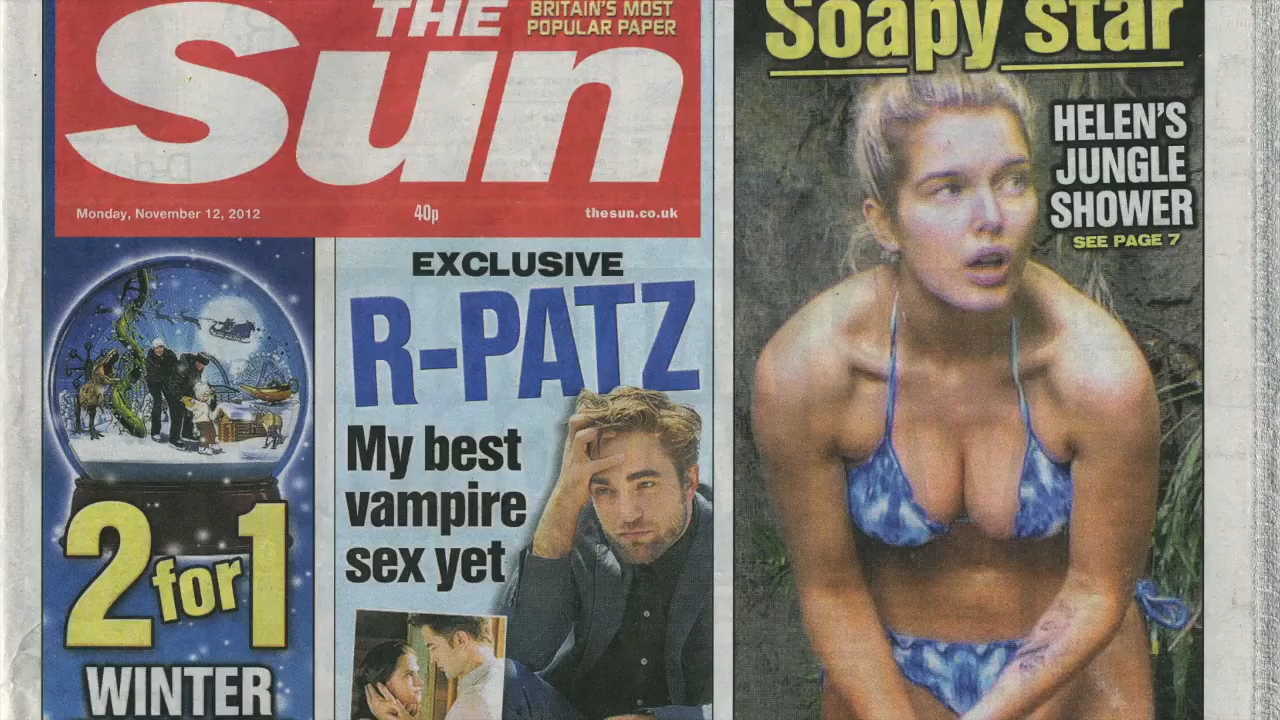 THE
Sun
BRITAIN'S MOST
POPULAR PAPER
Monday, November 12, 2012
40p
thesun.co.uk
2 for 1
WINTER
EXCLUSIVE
R-PATZ
My best
vampire
sex yet
Soapy star
HELEN'S
JUNGLE
SHOWER
SEE PAGE 7